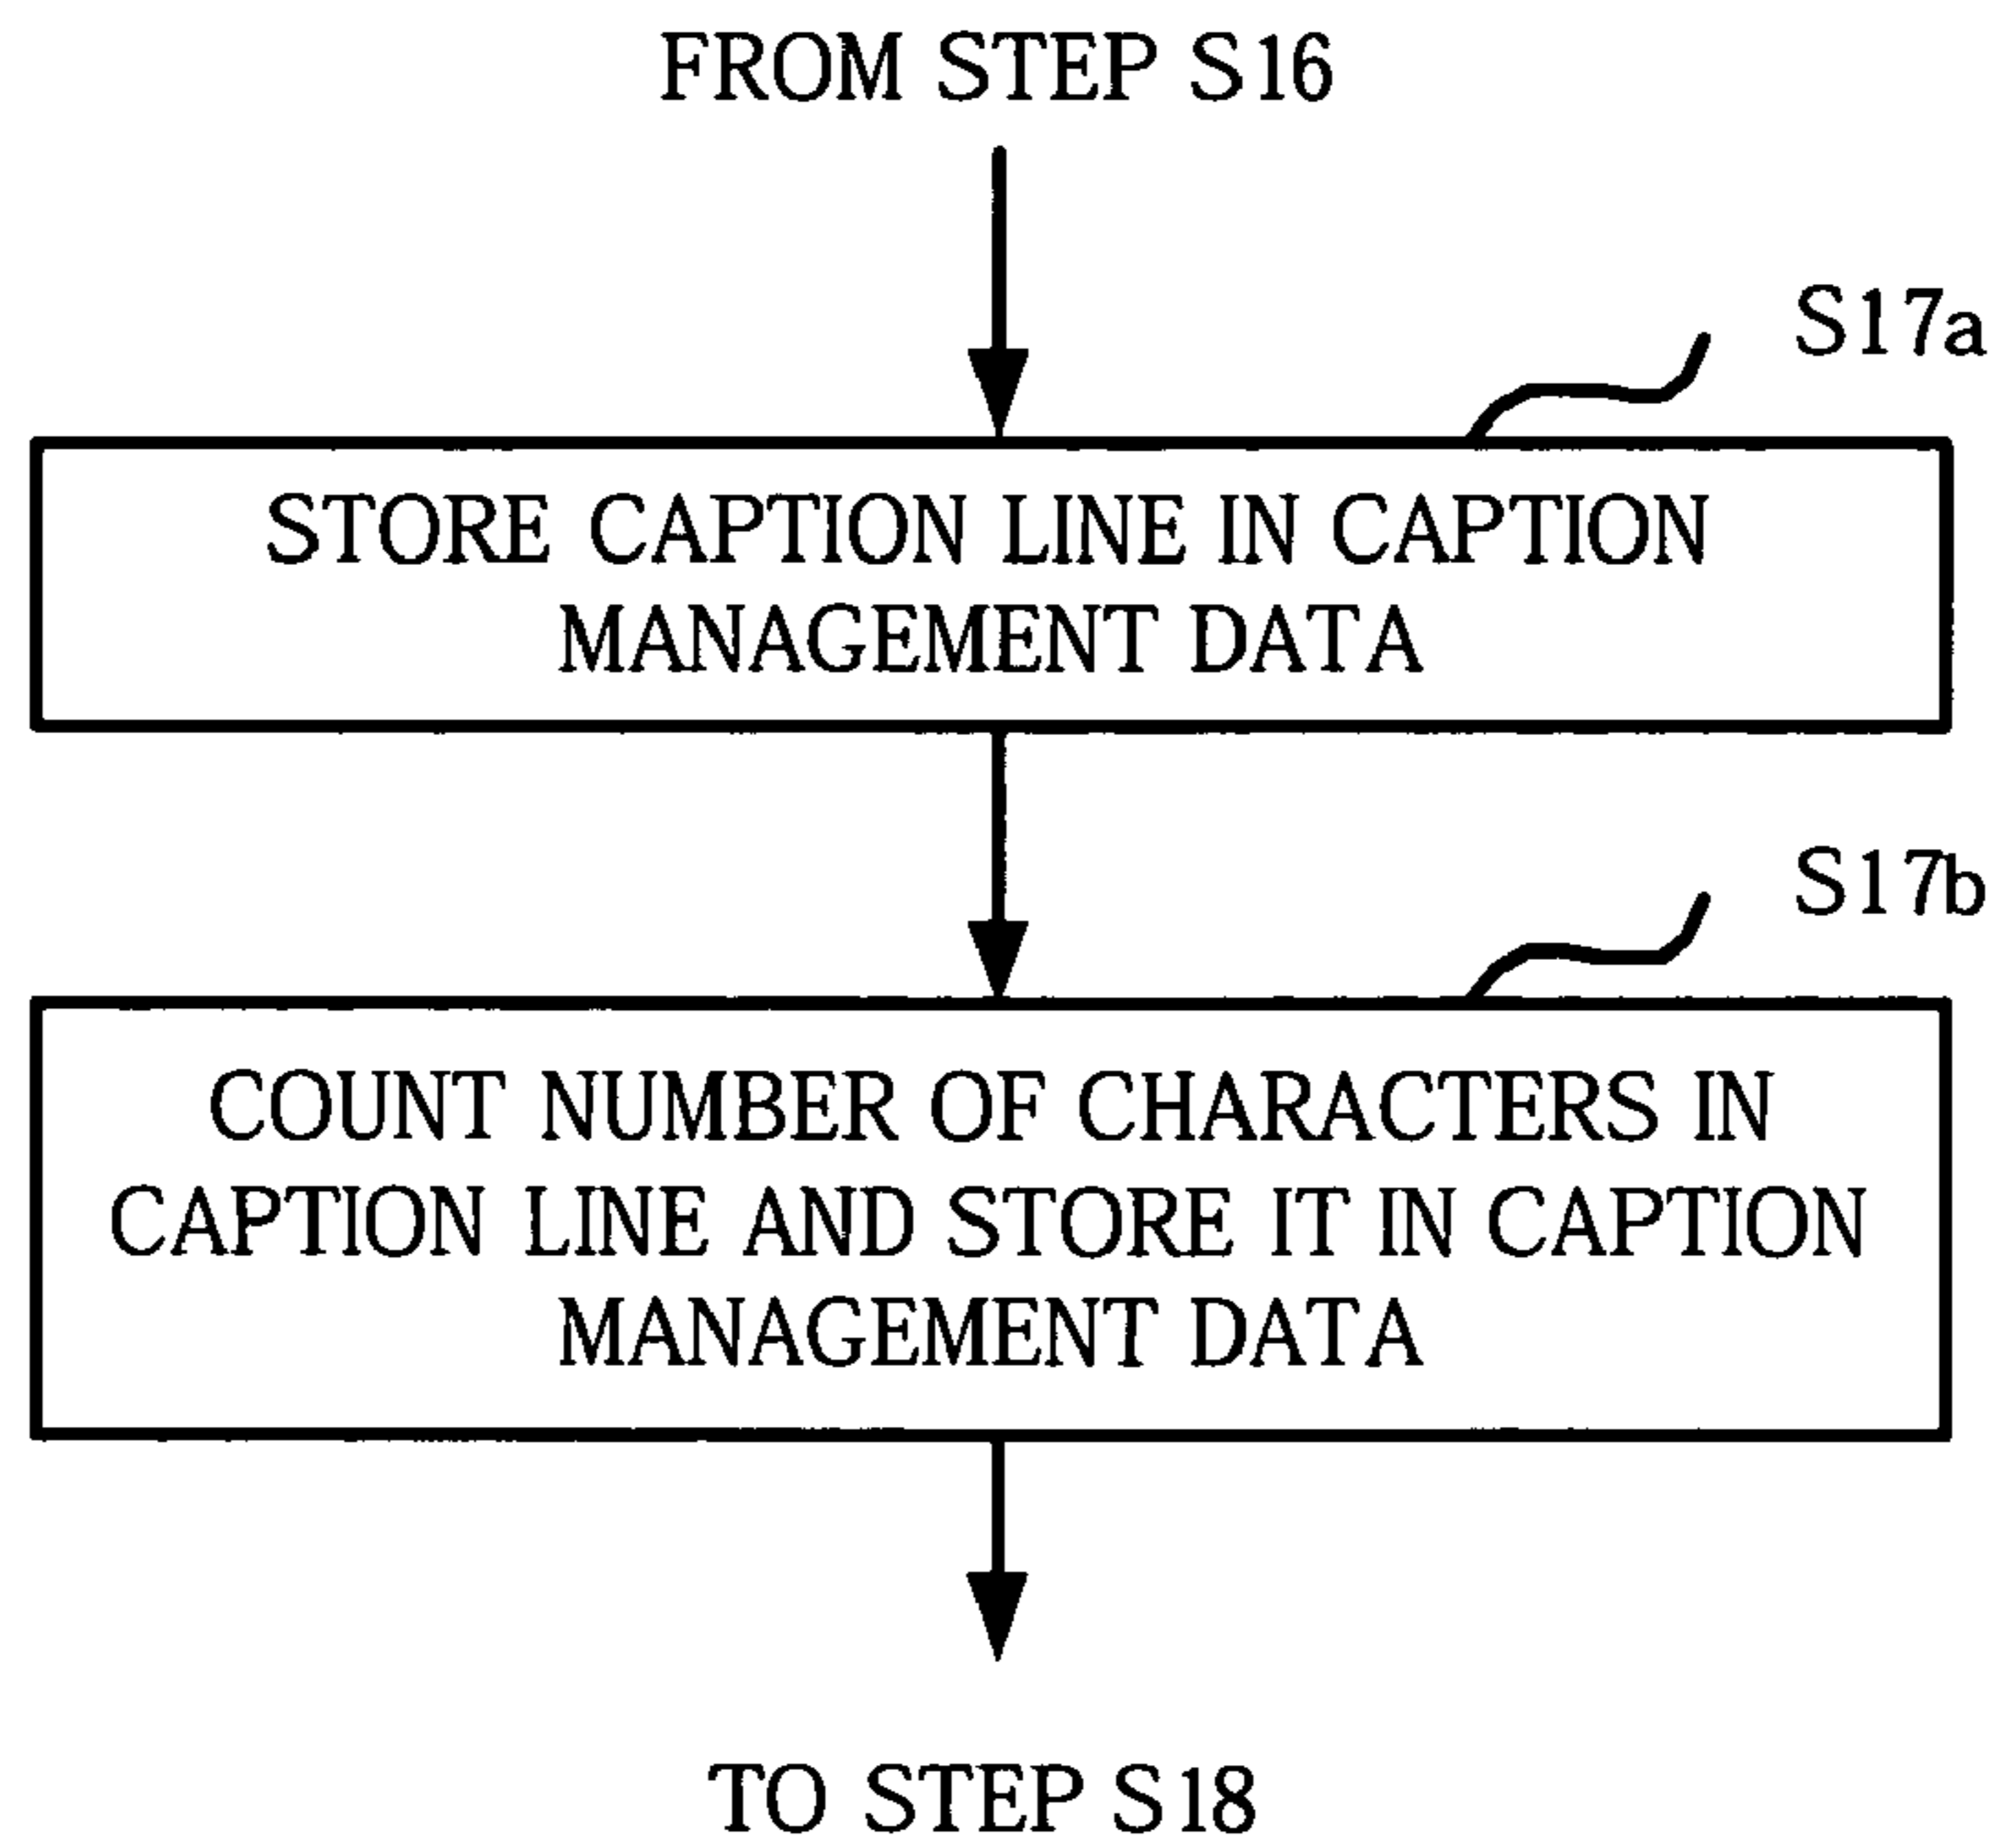 FROM STEP S16
S17a
STORE CAPTION LINE IN CAPTION
MANAGEMENT DATA
S17b
COUNT NUMBER OF CHARACTERS IN
CAPTION LINE AND STORE IT IN CAPTION
MANAGEMENT DATA
TO STEP S18